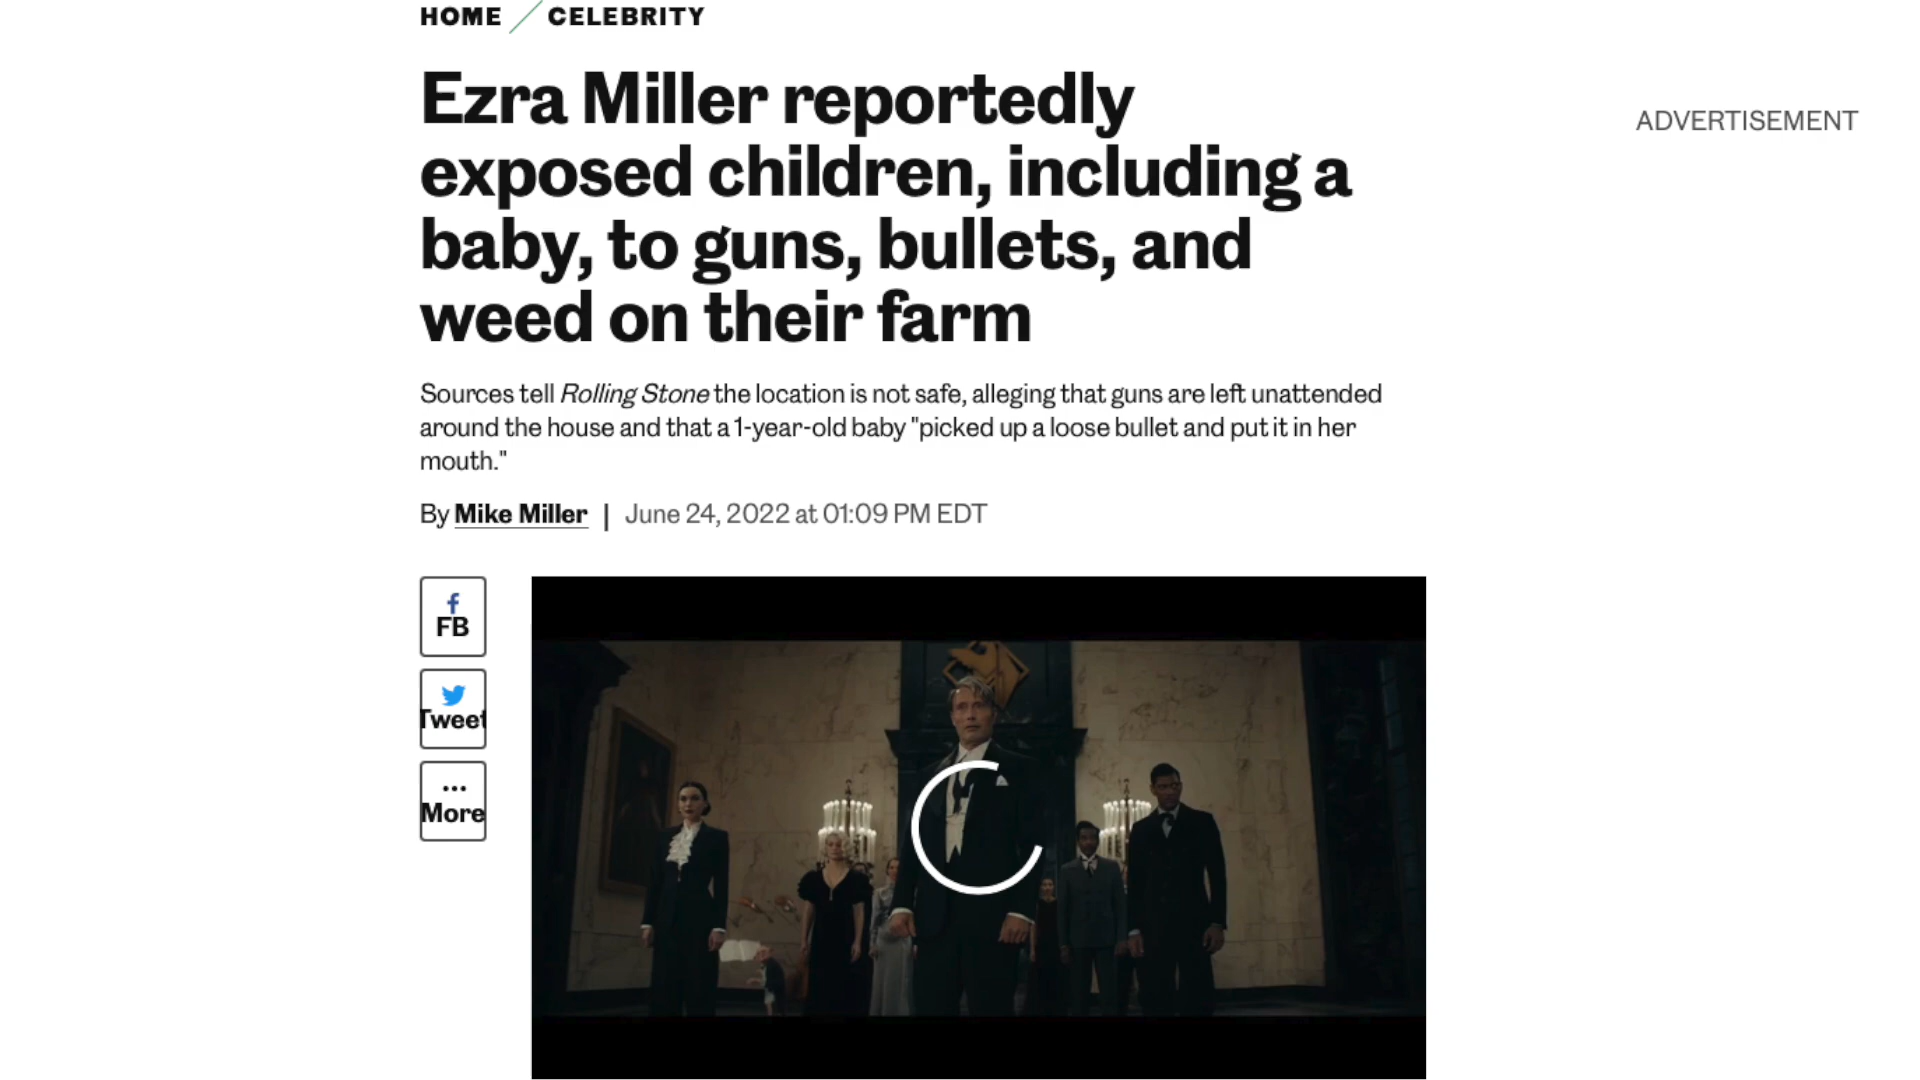 HOME / CELEBRITY
Ezra Miller reportedly
exposed children, including a
baby, to guns, bullets, and
weed on their farm
ADVERTISEMENT
Sources tell Rolling Stone the location is not safe, alleging that guns are left unattended
around the house and that a 1-year-old baby "picked up a loose bullet and put it in her
mouth."
By Mike Miller | June 24, 2022 at 01:09 PM EDT
f
FB
Tweet
...
More